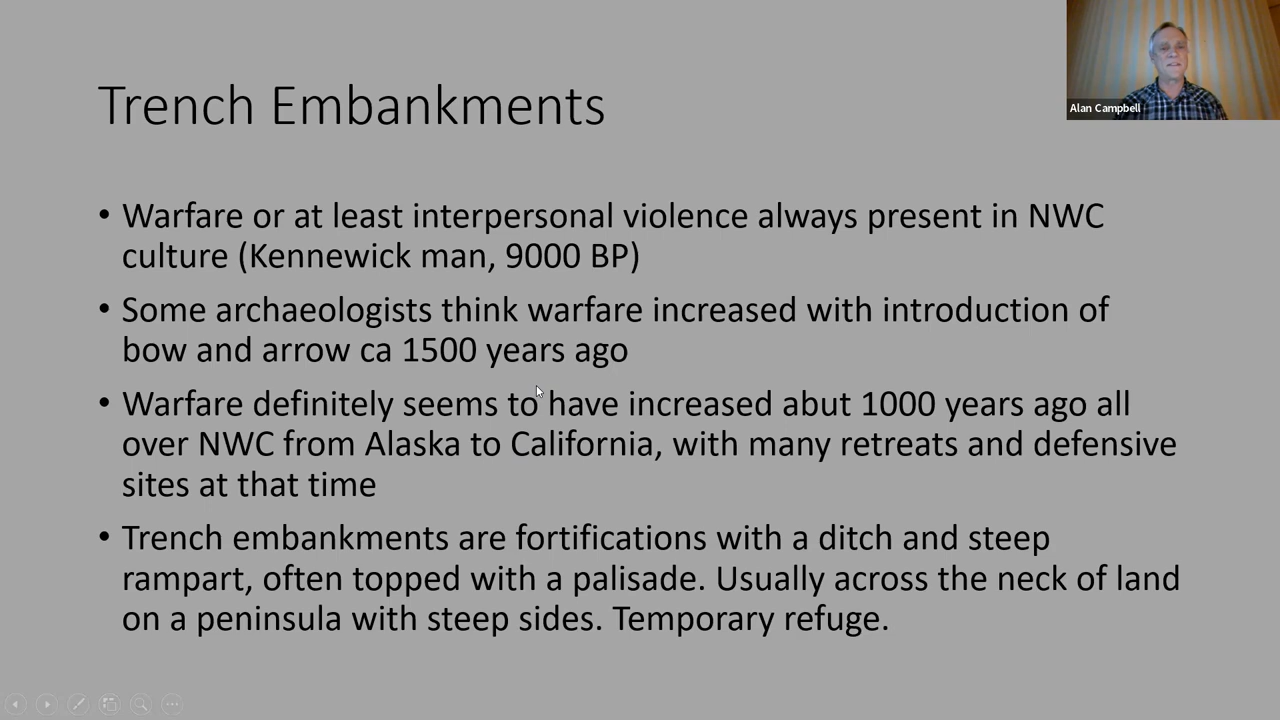 Trench Embankments
Alan Campbell
• Warfare or at least interpersonal violence always present in NWC
culture (Kennewick man, 9000 BP)
• Some archaeologists think warfare increased with introduction of
bow and arrow ca 1500 years ago
• Warfare definitely seems to have increased abut 1000 years ago all
over NWC from Alaska to California, with many retreats and defensive
sites at that time
• Trench embankments are fortifications with a ditch and steep
rampart, often topped with a palisade. Usually across the neck of land
on a peninsula with steep sides. Temporary refuge.